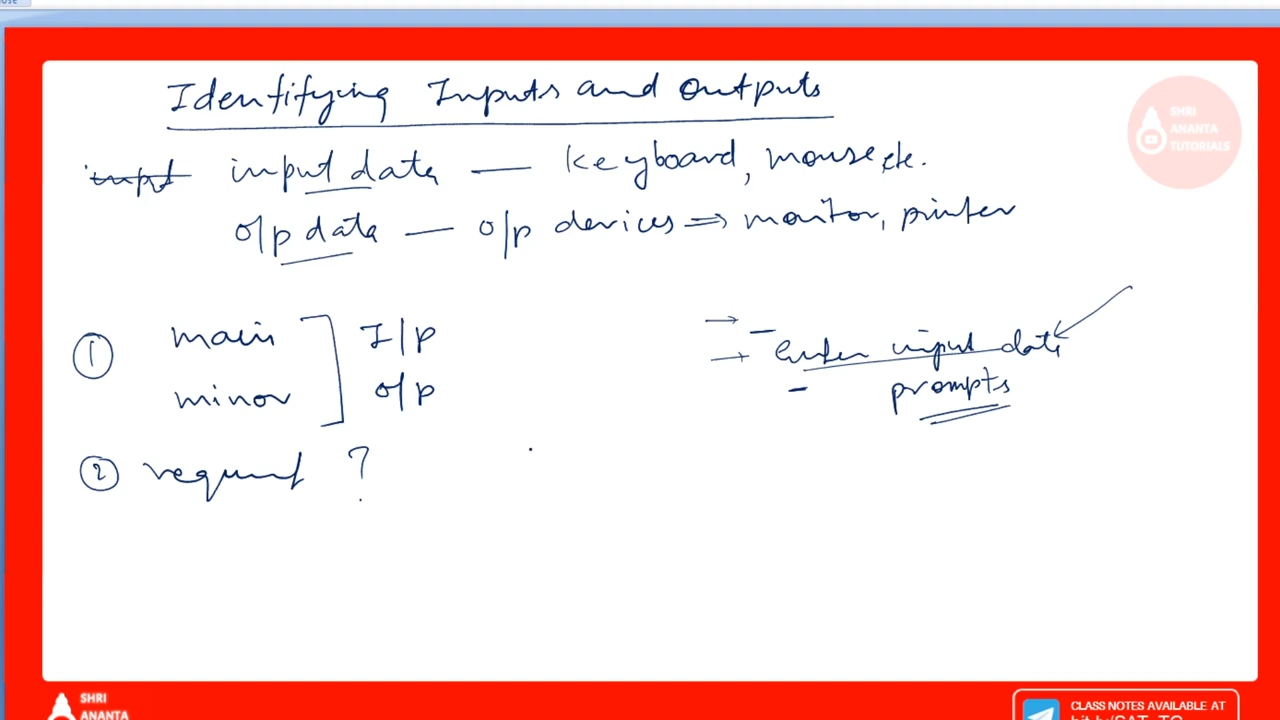 ose
Identifying Inputs and Outputs
SHRI
ANANTA
TUTORIALS
input data — keyboard, mouse etc.
o/p data — o/p devices ⇒ monitor, printer
① main I/p
minor o/p
→ –
→ enter input data
– prompts
② ?
SHRI
ANANTA
CLASS NOTES AVAILABLE AT